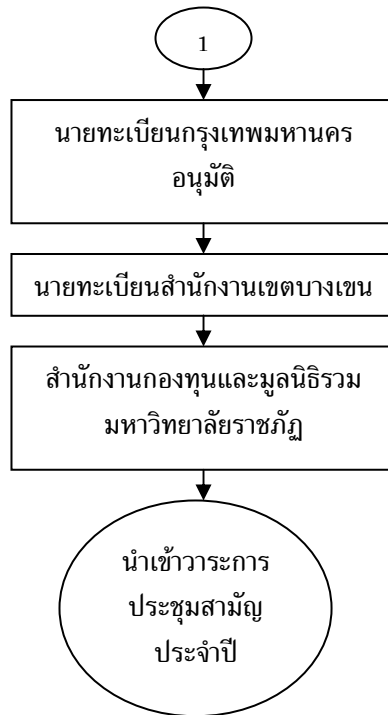 1
นายทะเบียนกรุงเทพมหานคร
อนุมัติ
นายทะเบียนสำนักงานเขตบางเขน
สำนักงานกองทุนและมูลนิธิรวม
มหาวิทยาลัยราชภัฏ
นำเข้าวาระการ
ประชุมสามัญ
ประจำปี